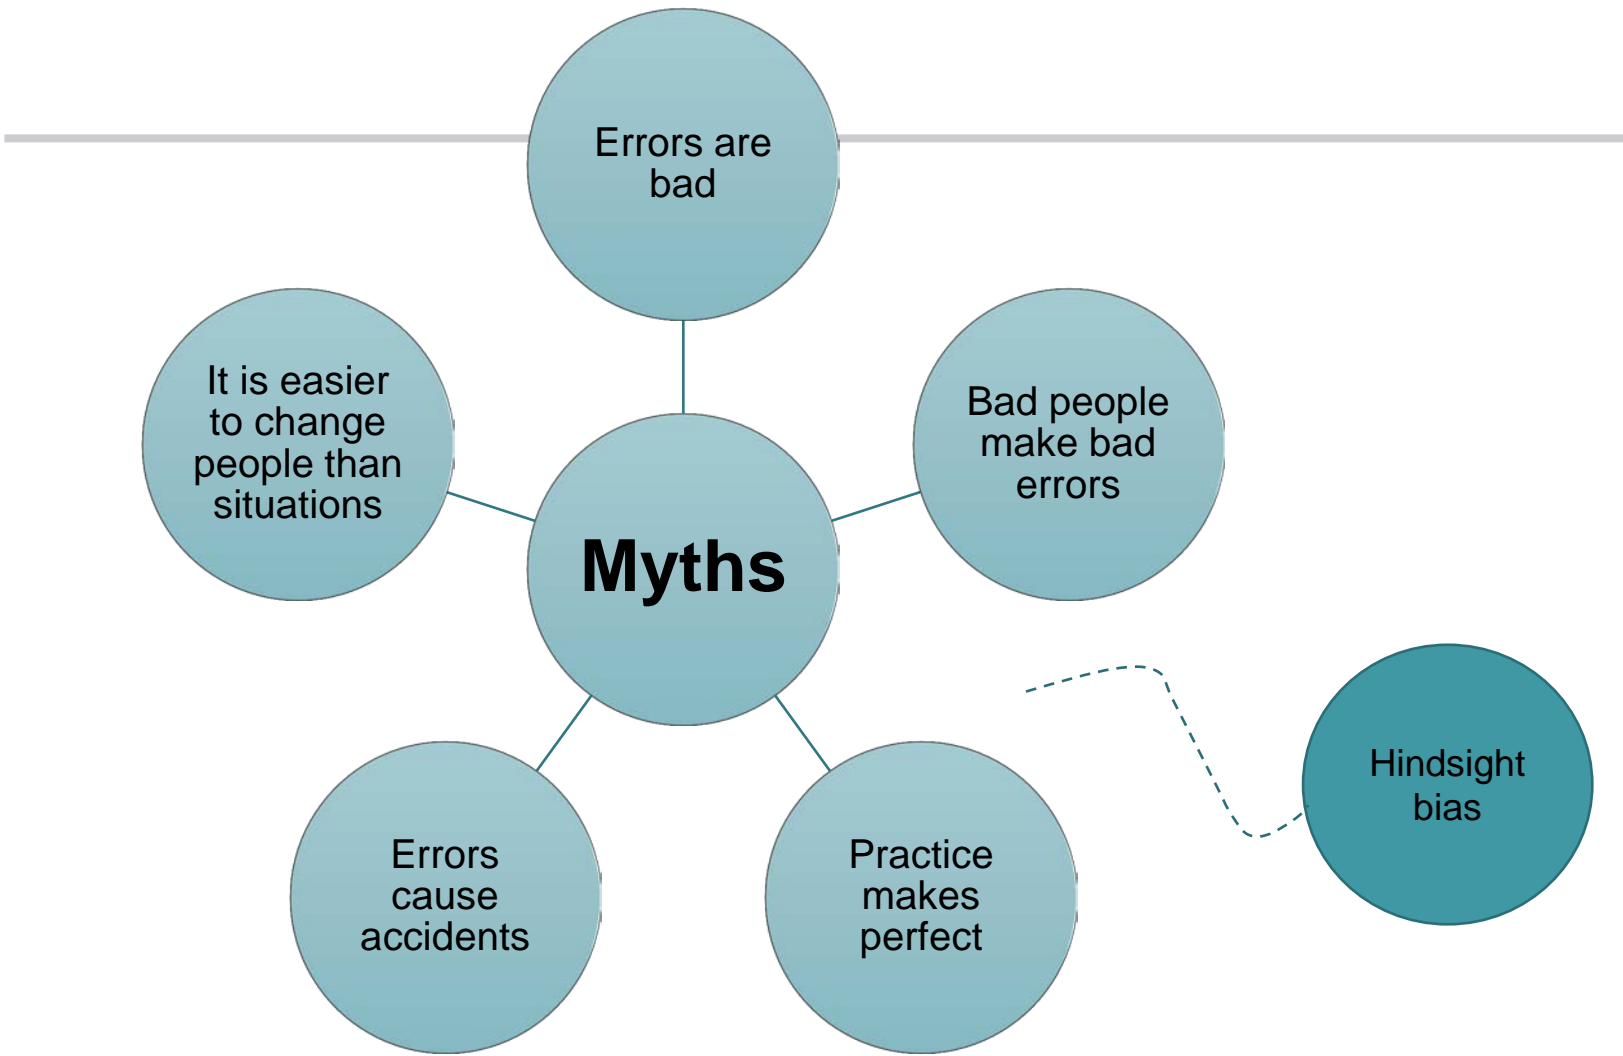 Errors are
bad
It is easier
to change
people than
situations
Bad people
make bad
errors
Myths
Errors
cause
accidents
Practice
makes
perfect
Hindsight
bias